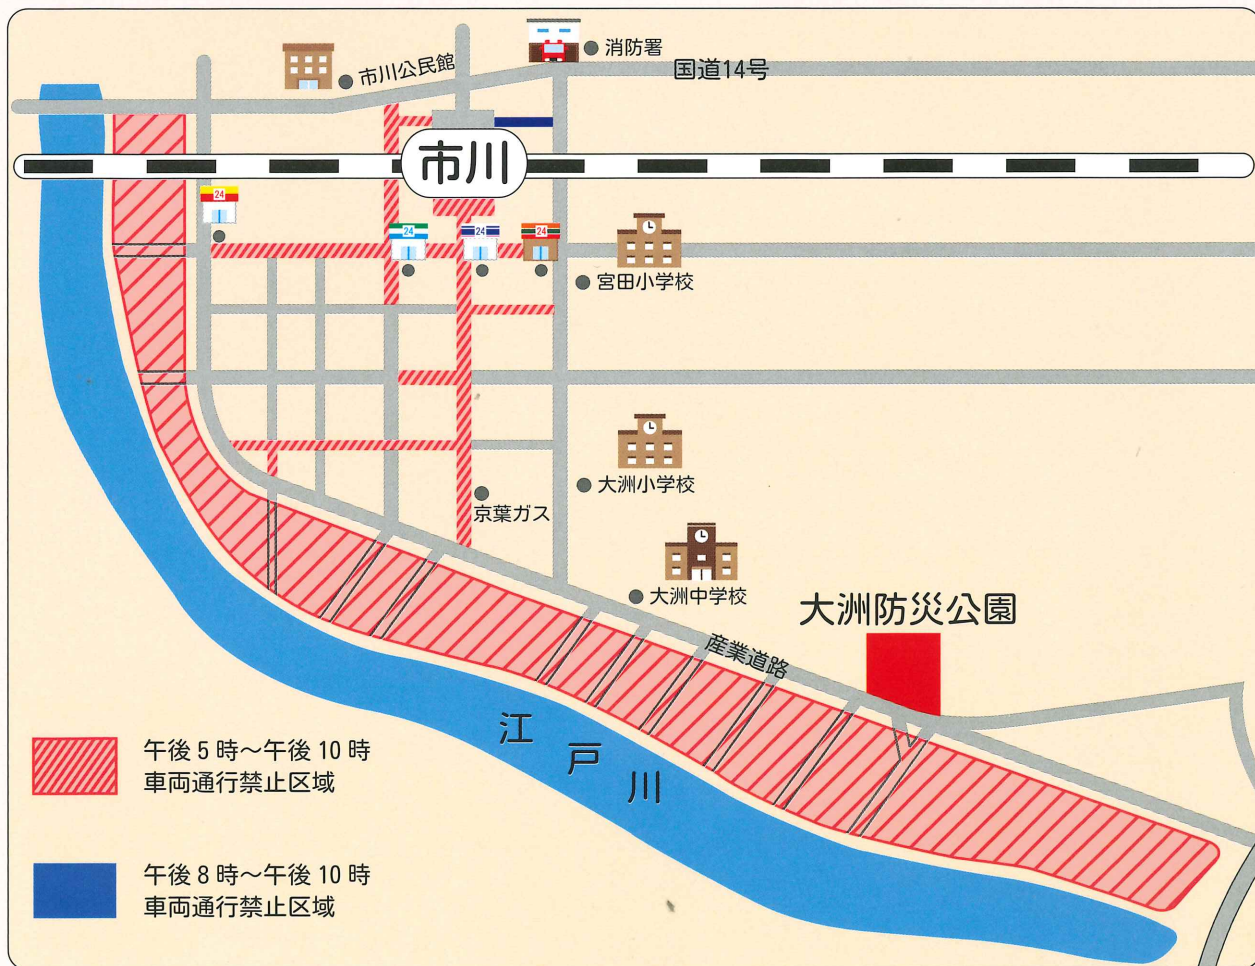 消防署
国道14号
市川公民館
市川
24
24
24
24
宮田小学校
大洲小学校
京葉ガス
大洲中学校
大洲防災公園
産業道路
江戸川
午後5時～午後10時
車両通行禁止区域
午後8時～午後10時
車両通行禁止区域